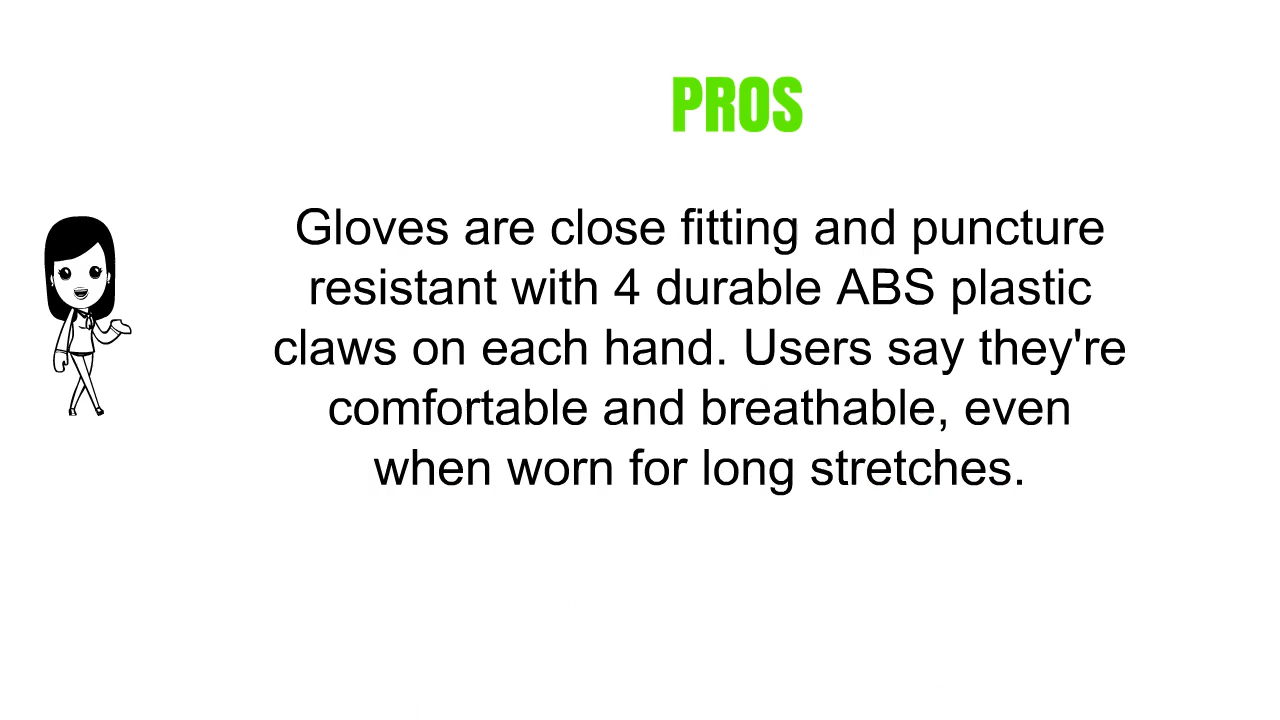 PROS
Gloves are close fitting and puncture
resistant with 4 durable ABS plastic
claws on each hand. Users say they're
comfortable and breathable, even
when worn for long stretches.